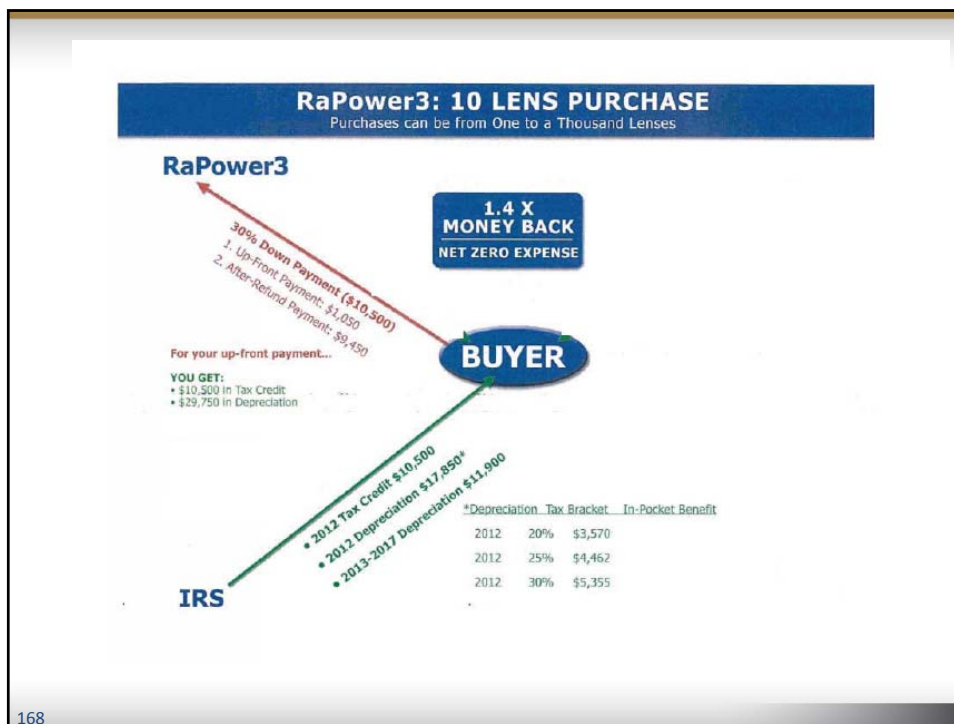 RaPower3: 10 LENS PURCHASE
Purchases can be from One to a Thousand Lenses
RaPower3
1.4 X
MONEY BACK
NET ZERO EXPENSE
30% Down Payment ($10,500)
1. Up-Front Payment: $1,050
2. After-Refund Payment: $9,450
BUYER
For your up-front payment...
YOU GET:
• $10,500 in Tax Credit
• $29,750 in Depreciation
• 2012 Tax Credit $10,500
• 2012 Depreciation $17,850*
• 2013-2017 Depreciation $11,900
*Depreciation Tax Bracket In-Pocket Benefit
2012 20% $3,570
2012 25% $4,462
2012 30% $5,355
IRS
168